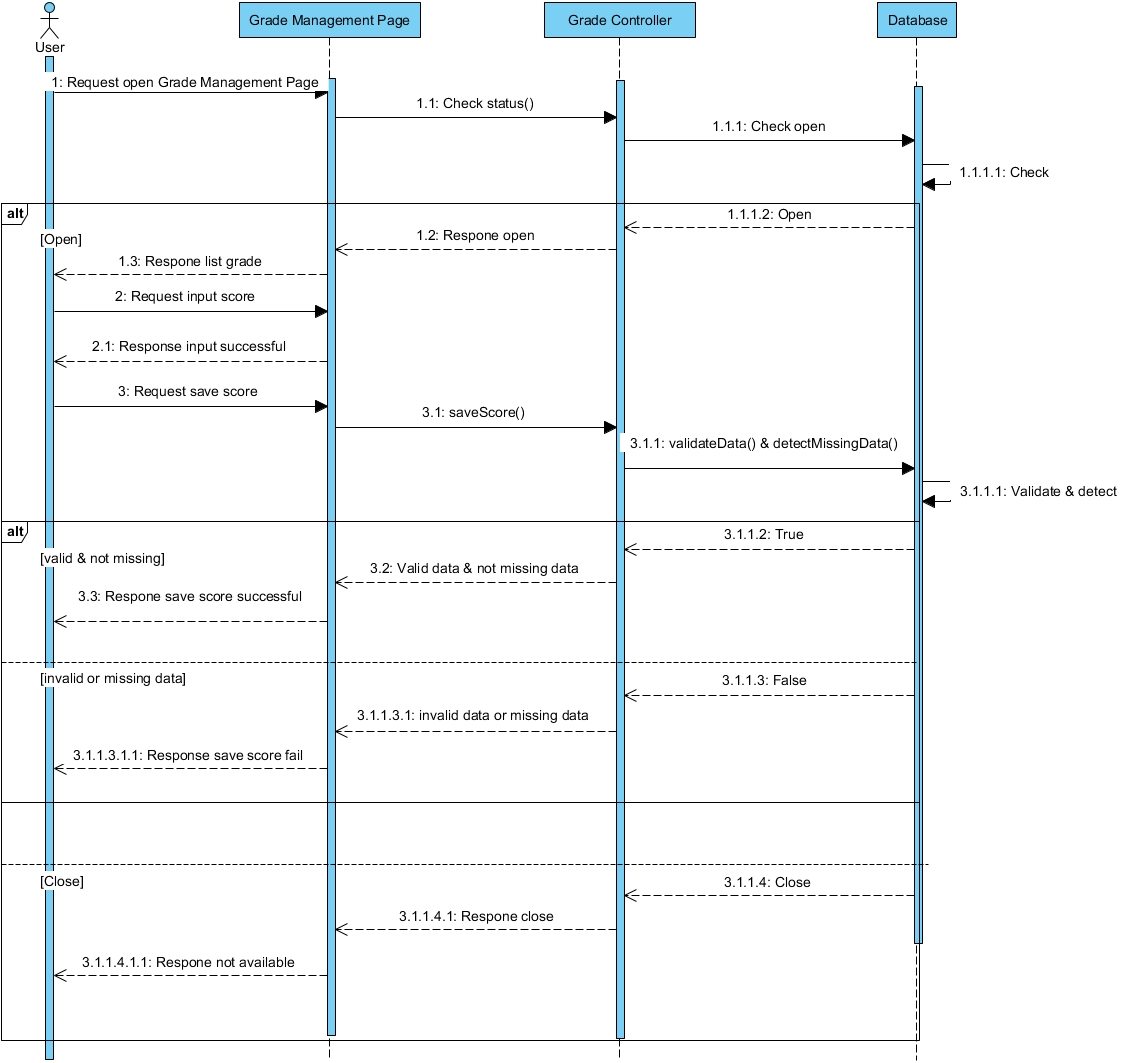 Grade Management Page
Grade Controller
Database
User
1: Request open Grade Management Page
1.1: Check status()
1.1.1: Check open
1.1.1.1: Check
alt
1.1.1.2: Open
[Open]
1.2: Respone open
1.3: Respone list grade
2: Request input score
2.1: Response input successful
3: Request save score
3.1: saveScore()
3.1.1: validateData() & detectMissingData()
3.1.1.1: Validate & detect
alt
3.1.1.2: True
[valid & not missing]
3.2: Valid data & not missing data
3.3: Respone save score successful
[invalid or missing data]
3.1.1.3: False
3.1.1.3.1: invalid data or missing data
3.1.1.3.1.1: Response save score fail
[Close]
3.1.1.4: Close
3.1.1.4.1: Respone close
3.1.1.4.1.1: Respone not available